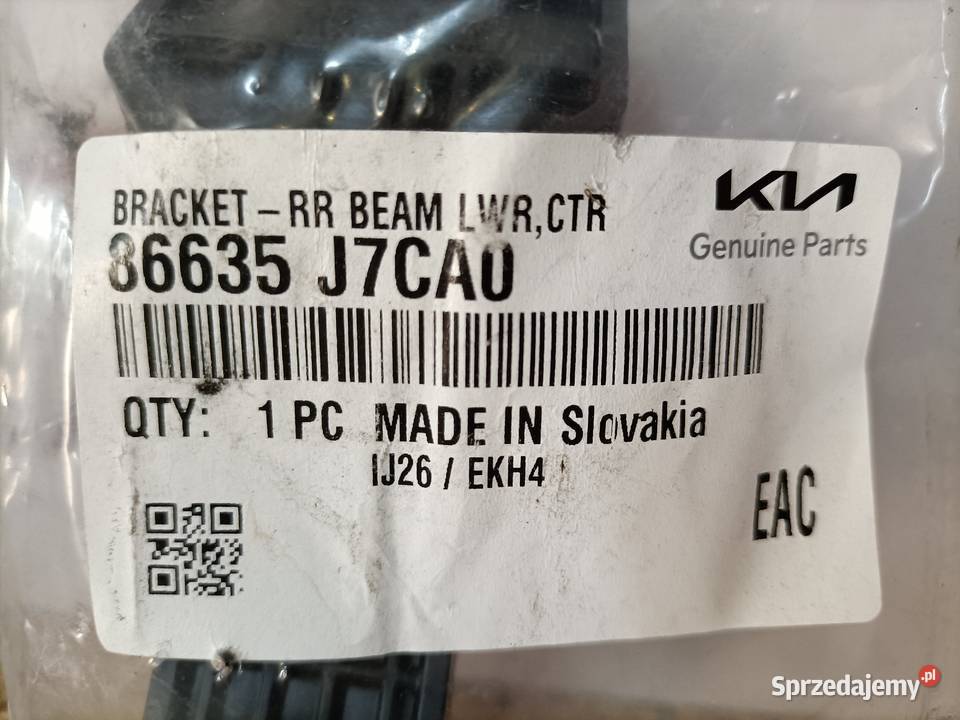 BRACKET-RR BEAM LWR,CTR
KIA
Genuine Parts
86635 J7CA0
QTY: 1 PC MADE IN Slovakia
IJ26 / EKH4
EAC
Sprzedajemy.pl